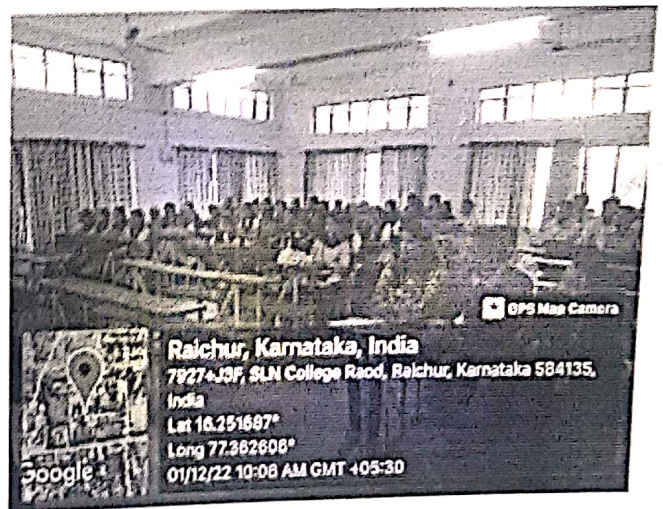 GPS Map Camera
Raichur, Karnataka, India
7927+J3F, SLN College Raod, Raichur, Karnataka 584135,
India
Lat 16.251687°
Long 77.362608°
01/12/22 10:08 AM GMT +05:30
Google